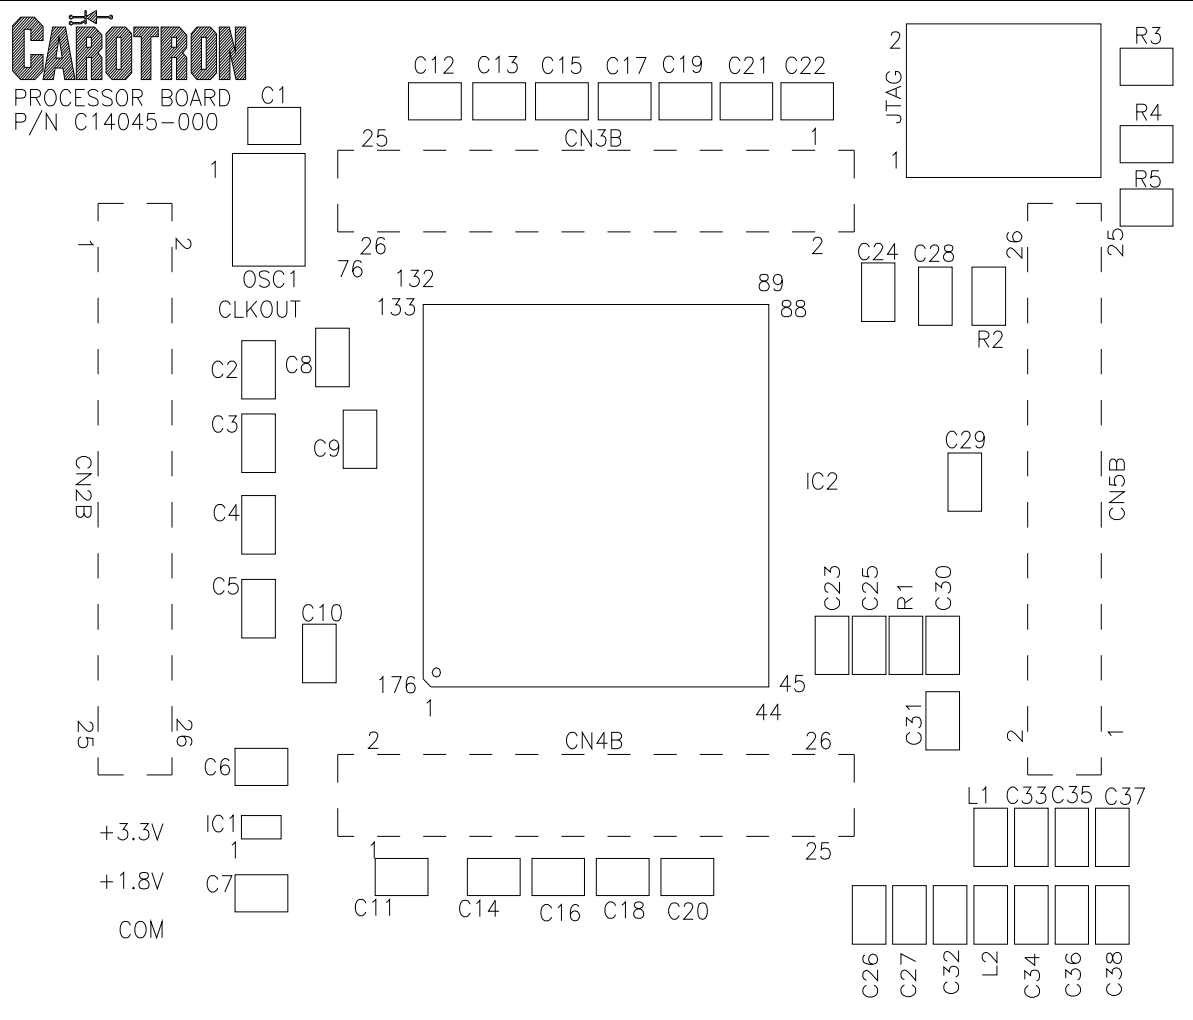 CAROTRON
PROCESSOR BOARD
P/N C14045-000
C1
C12
C13
C15
C17
C19
C21
C22
2
JTAG
1
R3
R4
R5
25
CN3B
1
26
2
1
OSC1
CLKOUT
1
2
CN2B
25
26
76
132
133
89
88
C24
C28
R2
26
25
CN5B
2
1
C2
C8
C3
C9
C4
C5
C10
IC2
C29
C23
C25
R1
C30
C31
176
1
45
44
2
CN4B
26
1
25
C6
IC1
1
C7
+3.3V
+1.8V
COM
C11
C14
C16
C18
C20
L1
C33
C35
C37
C26
C27
C32
L2
C34
C36
C38